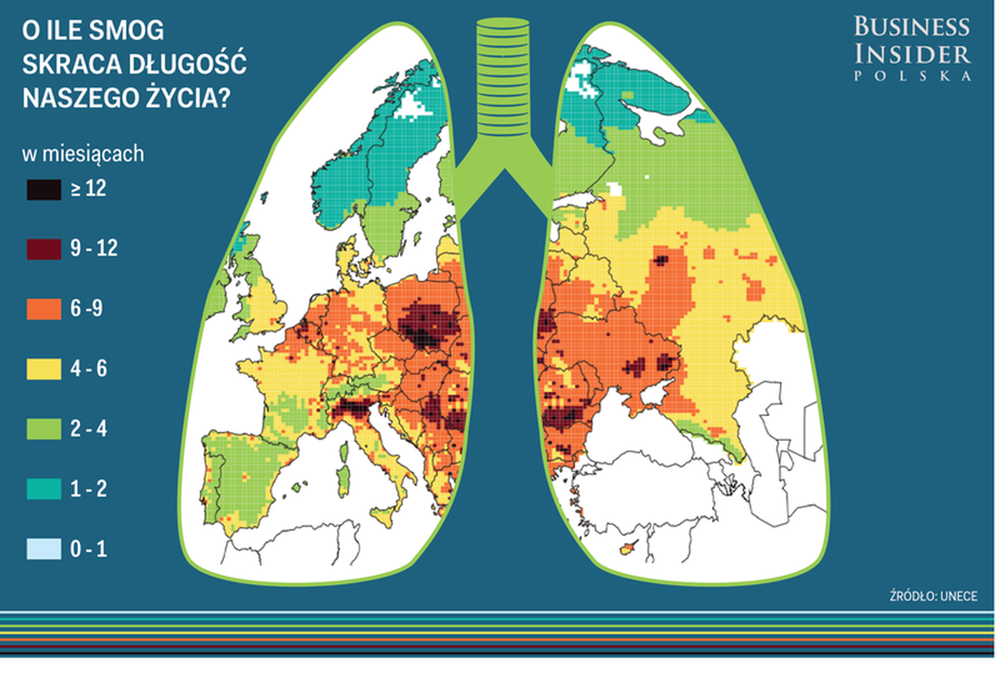 O ILE SMOG
SKRACA DŁUGOŚĆ
NASZEGO ŻYCIA?
w miesiącach
≥ 12
9 - 12
6 -9
4 - 6
2 - 4
1 - 2
0 - 1
BUSINESS
INSIDER
POLSKA
ŹRÓDŁO: UNECE